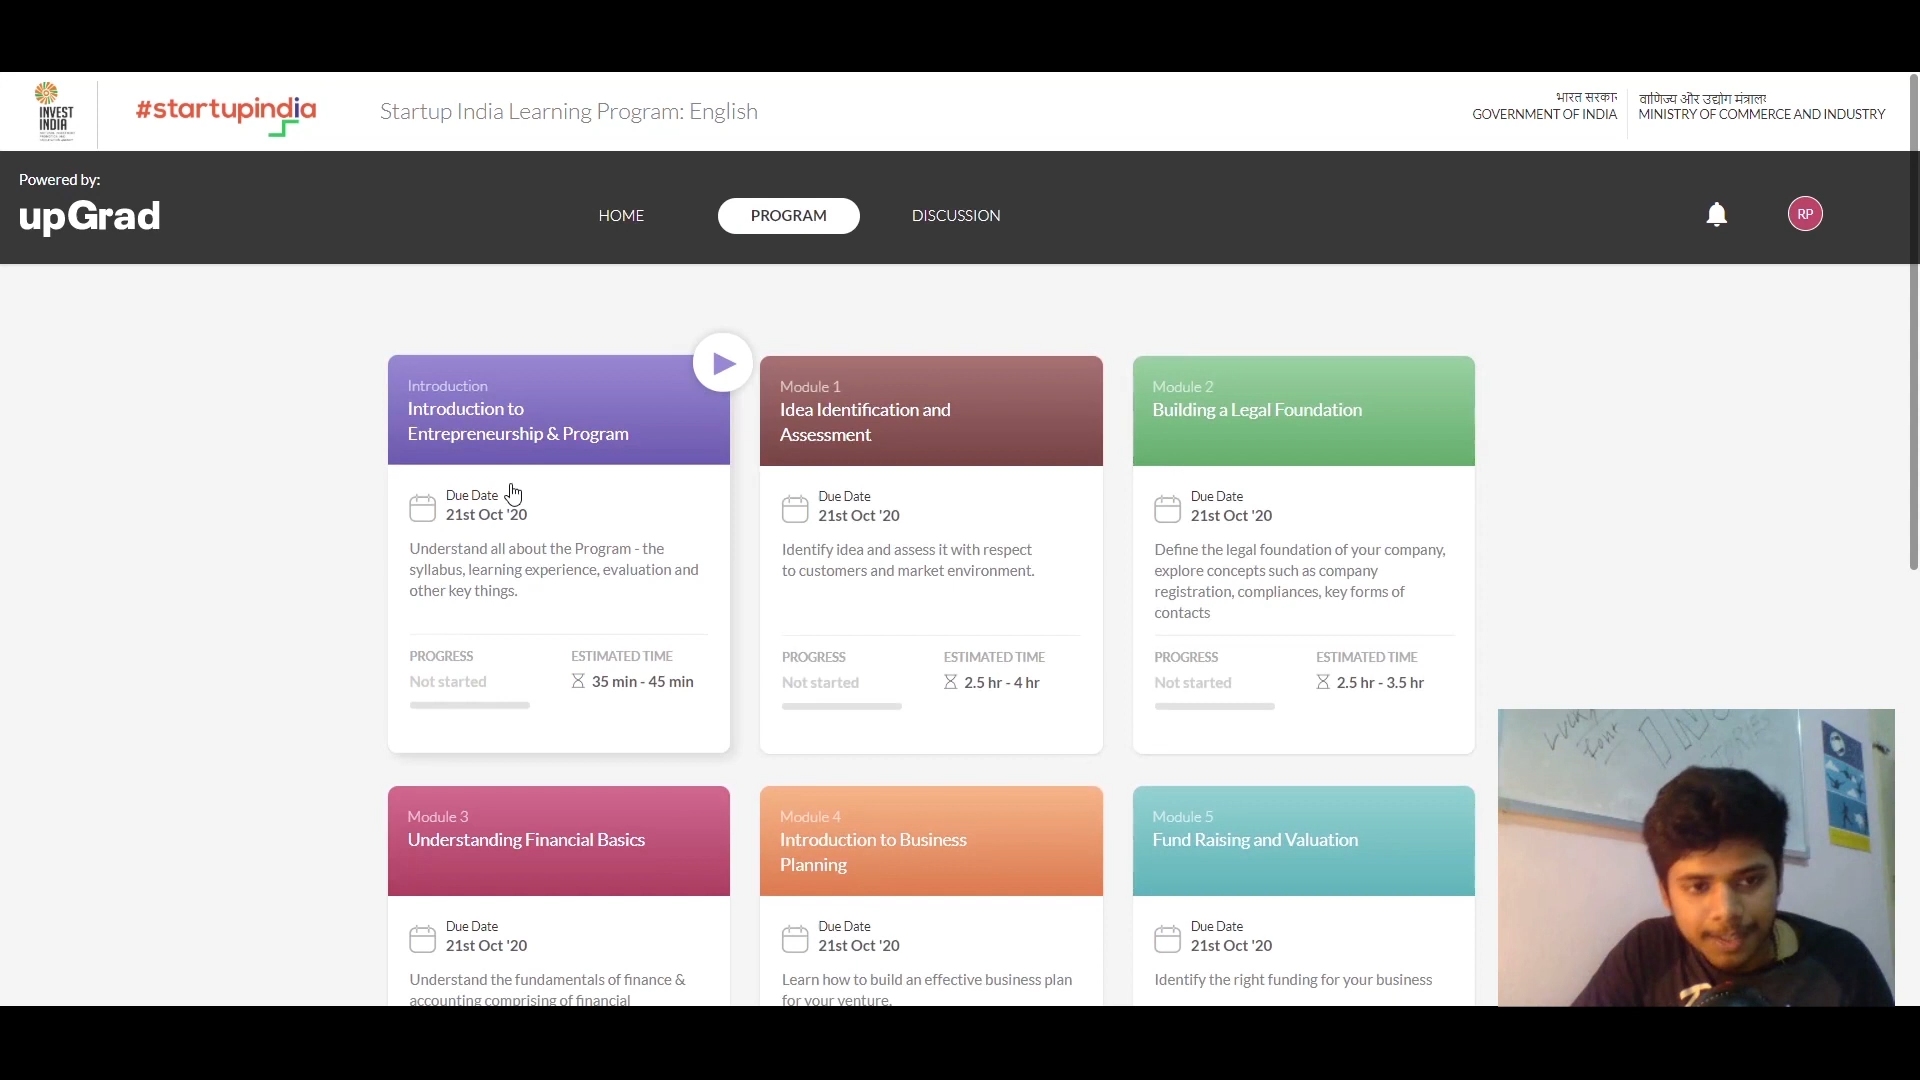 INVEST
INDIA
#startupindia
Startup India Learning Program: English
भारत सरकार
GOVERNMENT OF INDIA
वाणिज्य और उद्योग मंत्रालय
MINISTRY OF COMMERCE AND INDUSTRY
Powered by:
upGrad
HOME
PROGRAM
DISCUSSION
RP
Introduction
Introduction to
Entrepreneurship & Program
Due Date
21st Oct '20
Understand all about the Program - the
syllabus, learning experience, evaluation and
other key things.
PROGRESS
Not started
ESTIMATED TIME
35 min - 45 min
Module 1
Idea Identification and
Assessment
Due Date
21st Oct '20
Identify idea and assess it with respect
to customers and market environment.
PROGRESS
Not started
ESTIMATED TIME
2.5 hr - 4 hr
Module 2
Building a Legal Foundation
Due Date
21st Oct '20
Define the legal foundation of your company,
explore concepts such as company
registration, compliances, key forms of
contacts
PROGRESS
Not started
ESTIMATED TIME
2.5 hr - 3.5 hr
Module 3
Understanding Financial Basics
Due Date
21st Oct '20
Understand the fundamentals of finance &
accounting comprising of financial
Module 4
Introduction to Business
Planning
Due Date
21st Oct '20
Learn how to build an effective business plan
for your venture.
Module 5
Fund Raising and Valuation
Due Date
21st Oct '20
Identify the right funding for your business